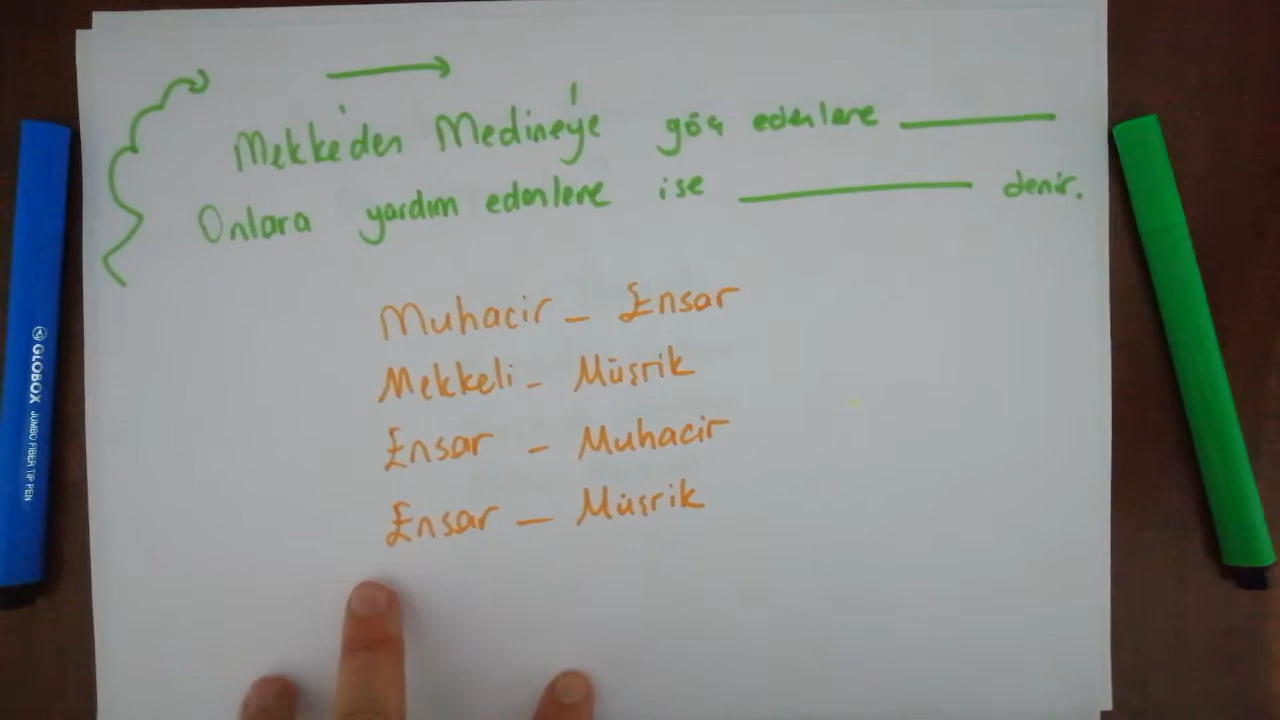 Mekke'den Medine'ye göç edenlere ______
Onlara yardım edenlere ise ______ denir.
Muhacir - Ensar
Mekkeli - Müşrik
Ensar - Muhacir
Ensar - Müşrik
GLOBOX JUMBO FIBER TIP PEN